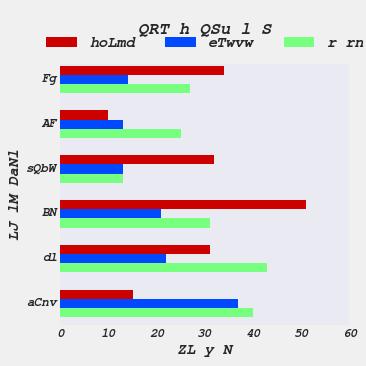 QRT h QSu l S
hoLmd eTwvw r rn
Fg
AF
sQbW
BN
dl
aCnv
LJ lM DaNl
0 10 20 30 40 50 60
ZL y N